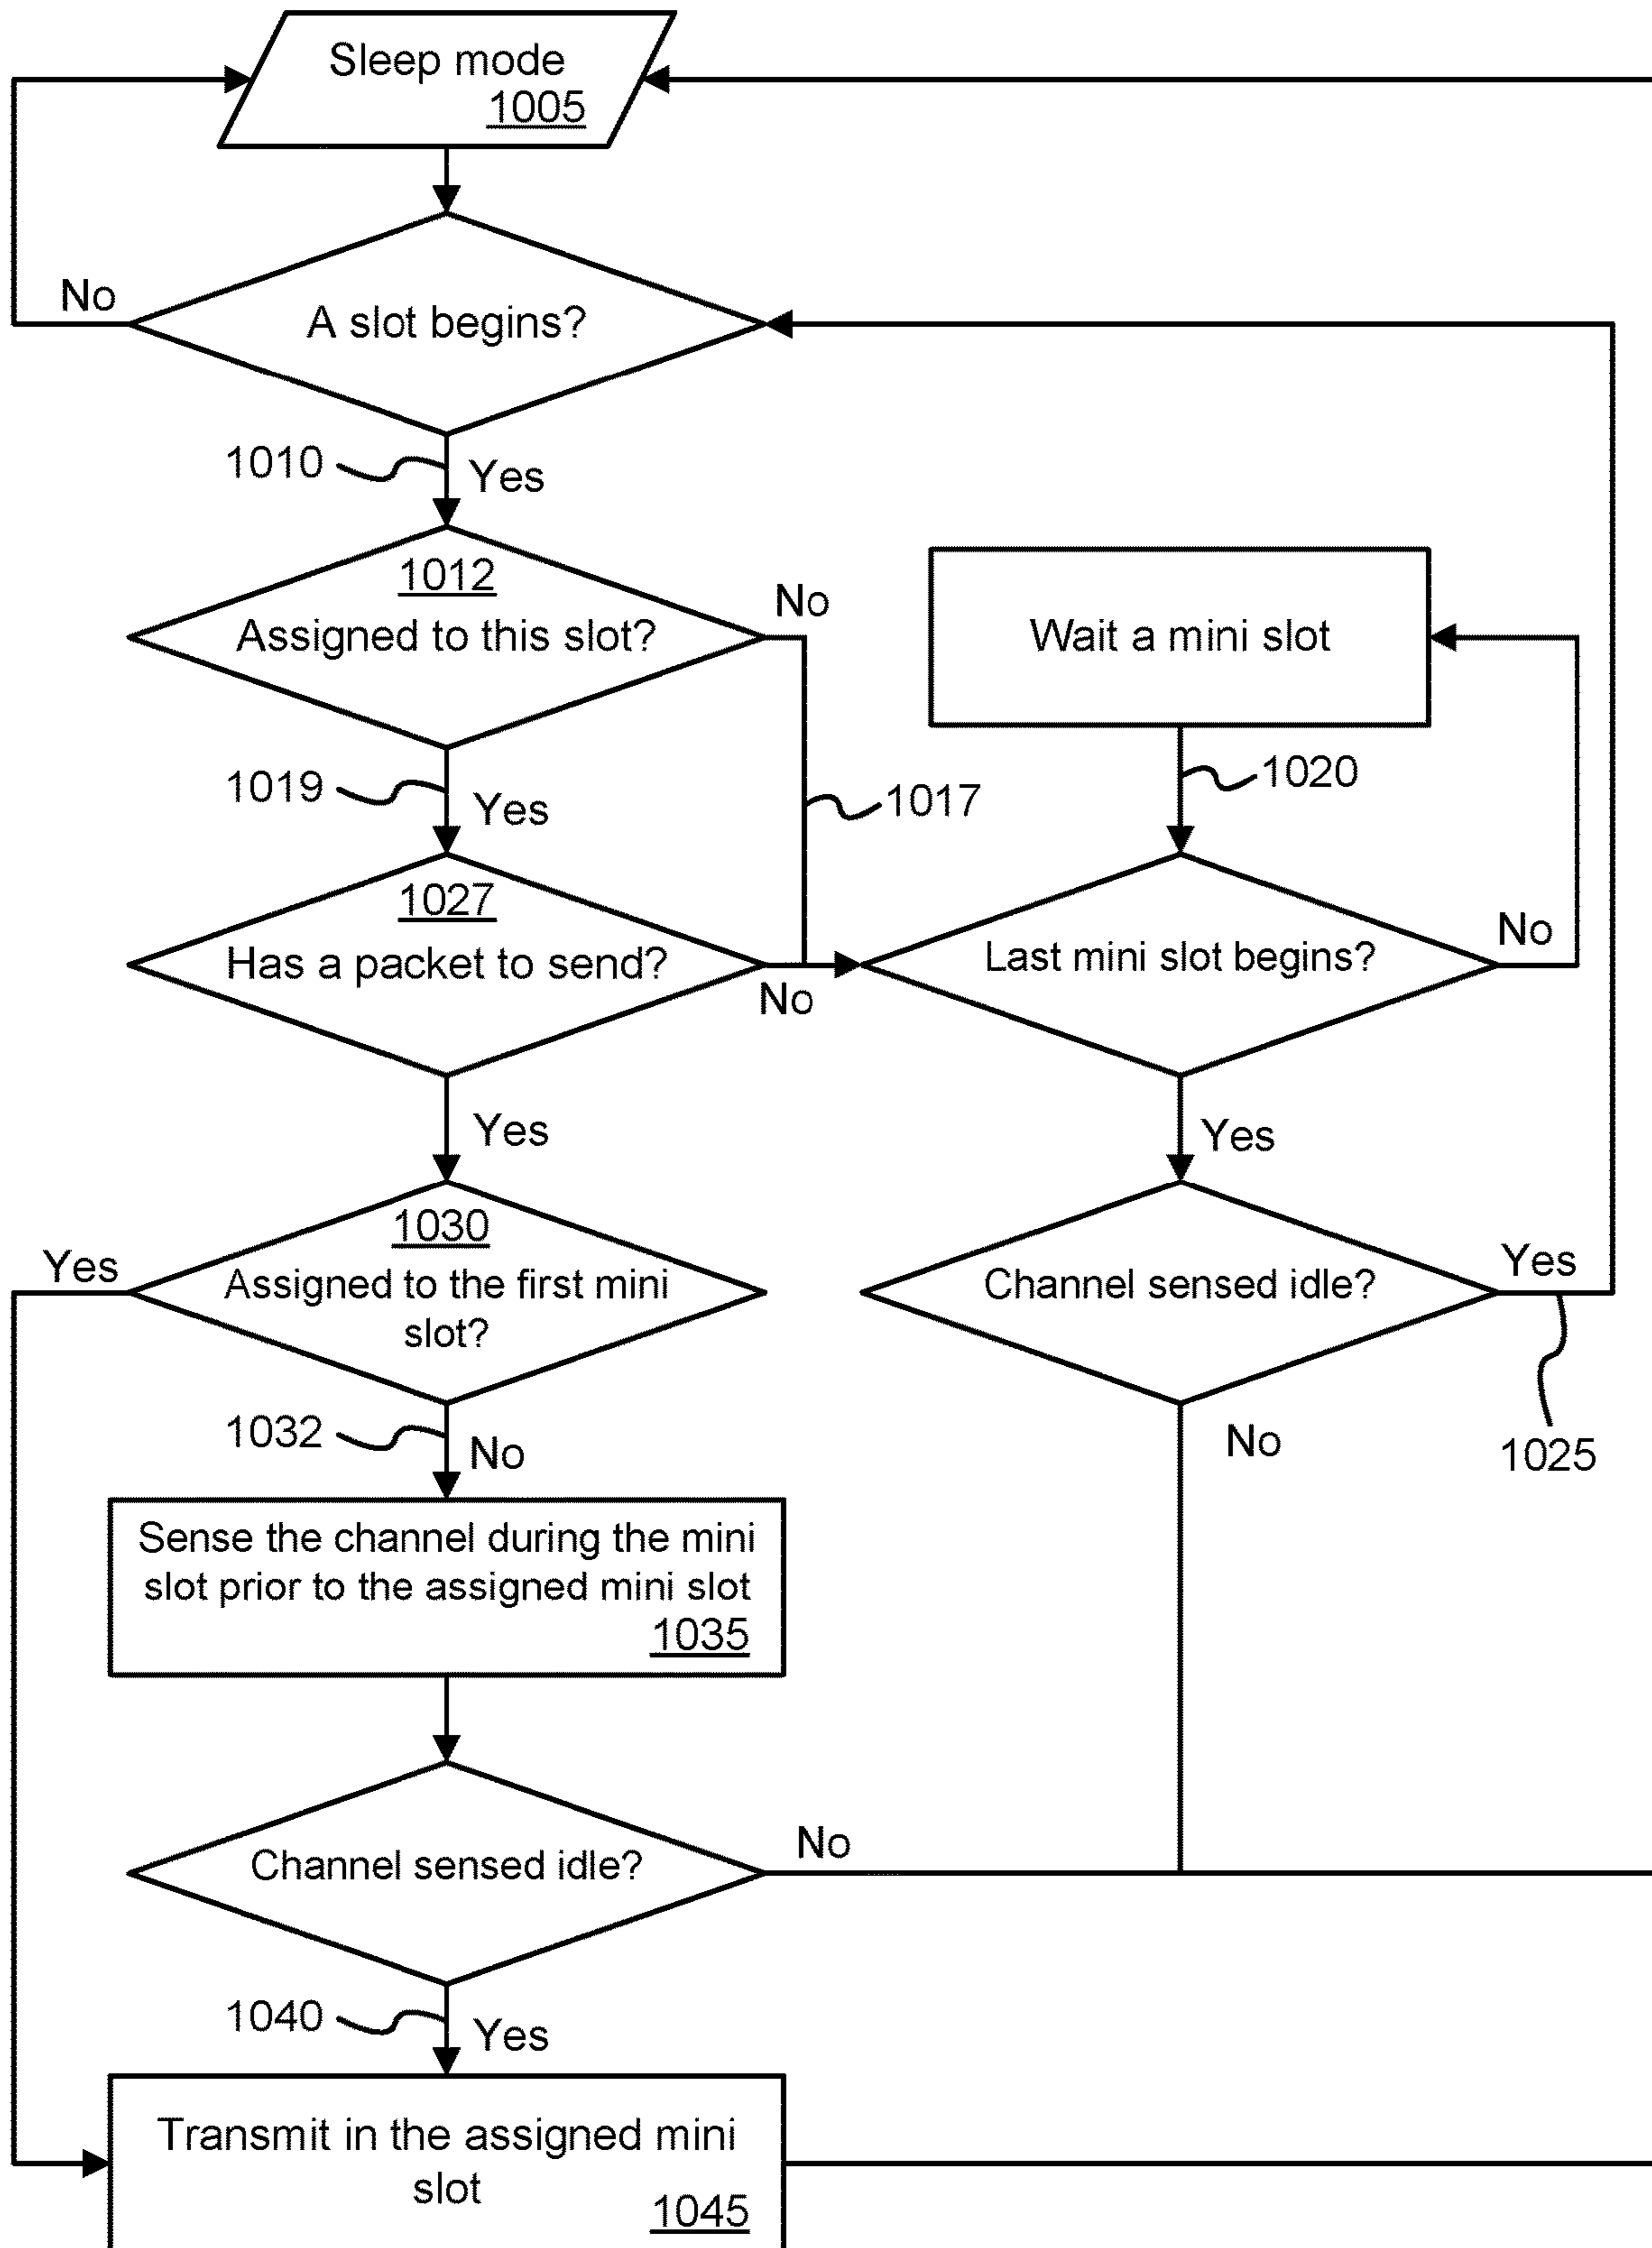 Sleep mode
1005
No
A slot begins?
1010
Yes
1012
No
Assigned to this slot?
Wait a mini slot
1019
Yes
1017
1020
1027
Has a packet to send?
No
Last mini slot begins?
No
Yes
Yes
1030
Yes
Assigned to the first mini
slot?
Channel sensed idle?
Yes
1032
No
No
1025
Sense the channel during the mini
slot prior to the assigned mini slot
1035
Channel sensed idle?
No
1040
Yes
Transmit in the assigned mini
slot
1045